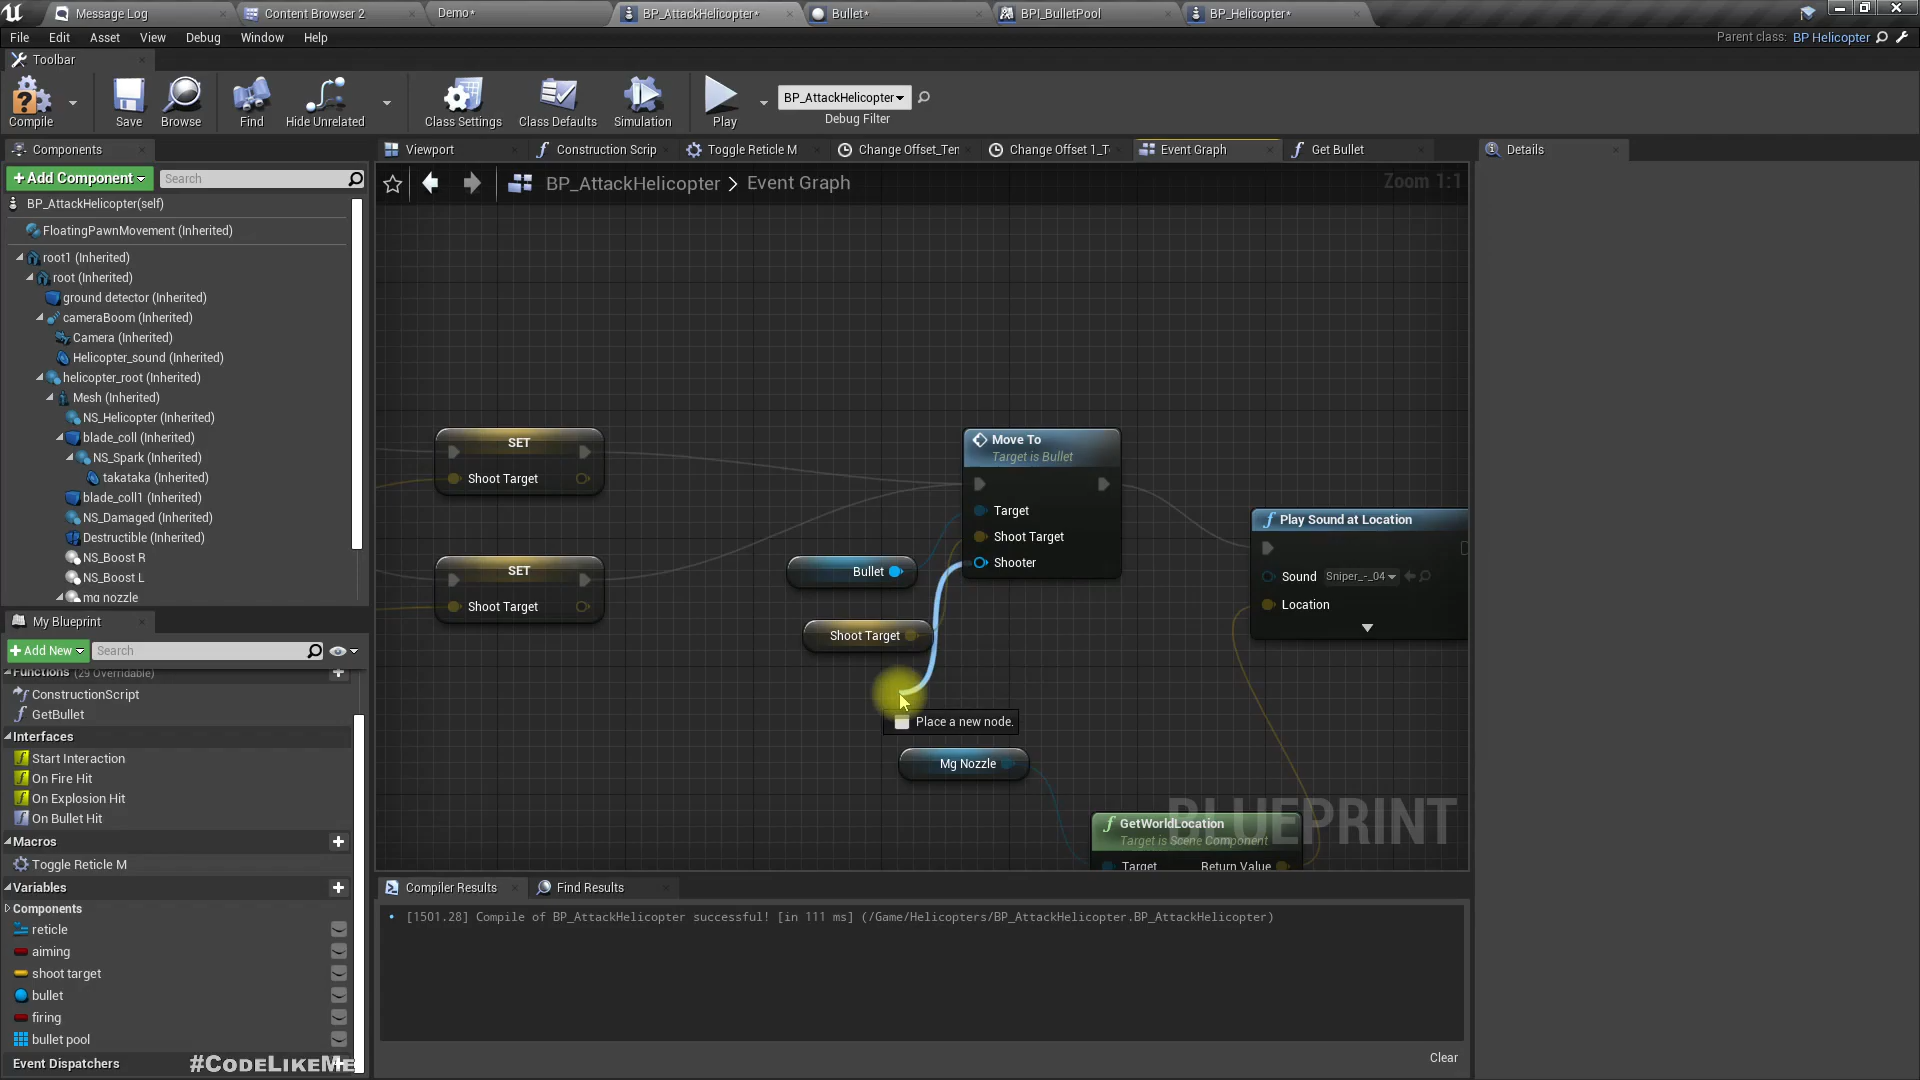 Message Log
Content Browser 2
Demo*
BP_AttackHelicopter*
Bullet*
BPI_BulletPool
BP_Helicopter*
File Edit Asset View Debug Window Help
Parent class: BP Helicopter
Toolbar
Compile
Save
Browse
Find
Hide Unrelated
Class Settings
Class Defaults
Simulation
Play
BP_AttackHelicopter
Debug Filter
Components
+Add Component
Search
BP_AttackHelicopter(self)
FloatingPawnMovement (Inherited)
root1 (Inherited)
root (Inherited)
ground detector (Inherited)
cameraBoom (Inherited)
Camera (Inherited)
Helicopter_sound (Inherited)
helicopter_root (Inherited)
Mesh (Inherited)
NS_Helicopter (Inherited)
blade_coll (Inherited)
NS_Spark (Inherited)
takataka (Inherited)
blade_coll1 (Inherited)
NS_Damaged (Inherited)
Destructible (Inherited)
NS_Boost R
NS_Boost L
mg nozzle
My Blueprint
+Add New
Search
Functions (29 Overridable)
ConstructionScript
GetBullet
Interfaces
Start Interaction
On Fire Hit
On Explosion Hit
On Bullet Hit
Macros
Toggle Reticle M
Variables
Components
reticle
aiming
shoot target
bullet
firing
bullet pool
Event Dispatchers
#CodeLikeMe
Viewport
Construction Scrip
Toggle Reticle M
Change Offset_Ten
Change Offset 1_T
Event Graph
Get Bullet
BP_AttackHelicopter > Event Graph
Zoom 1:1
SET
Shoot Target
SET
Shoot Target
Bullet
Shoot Target
Move To
Target is Bullet
Target
Shoot Target
Shooter
Place a new node.
Mg Nozzle
Play Sound at Location
Sound Sniper_-_04
Location
GetWorldLocation
Target is Scene Component
Target Return Value
BLUEPRINT
Compiler Results
Find Results
[1501.28] Compile of BP_AttackHelicopter successful! [in 111 ms] (/Game/Helicopters/BP_AttackHelicopter.BP_AttackHelicopter)
Clear
Details